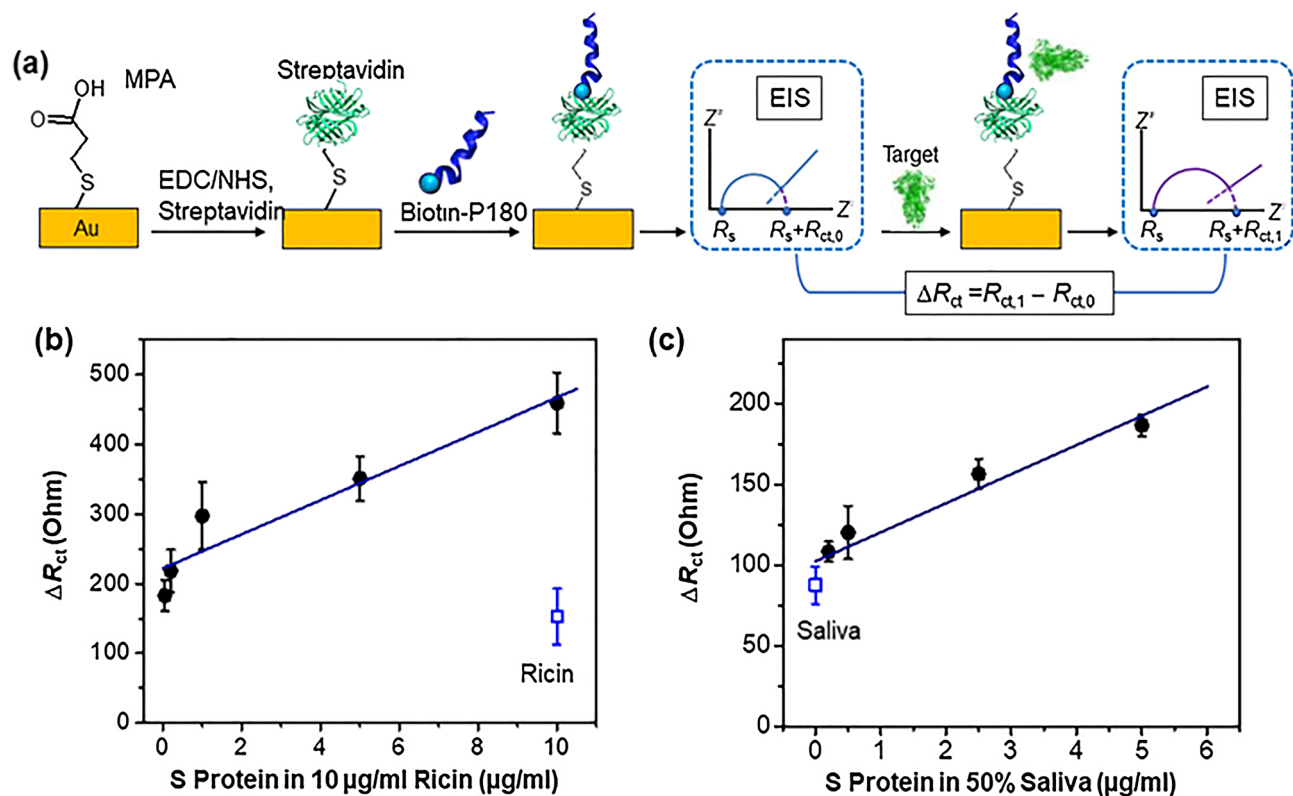 (a)
MPA
OH
O
S
Au
EDC/NHS,
Streptavidin
Streptavidin
S
Biotin-P180
S
EIS
Z"
Z'
Rs
Rs+Rct,0
Target
S
EIS
Z"
Z'
Rs
Rs+Rct,1
ΔRct =Rct,1 − Rct,0
(b)
ΔRct (Ohm)
500
400
300
200
100
0
Ricin
0 2 4 6 8 10
S Protein in 10 µg/ml Ricin (µg/ml)
(c)
ΔRct (Ohm)
200
150
100
50
0
Saliva
0 1 2 3 4 5 6
S Protein in 50% Saliva (µg/ml)